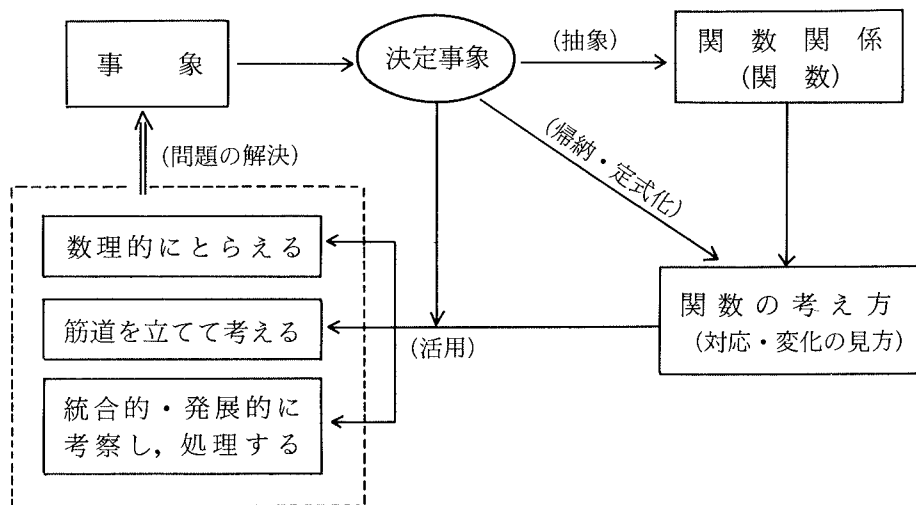 事象
決定事象
(抽象)
関数関係
(関数)
(問題の解決)
(帰納・定式化)
数理的にとらえる
筋道を立てて考える
(活用)
関数の考え方
(対応・変化の見方)
統合的・発展的に
考察し，処理する